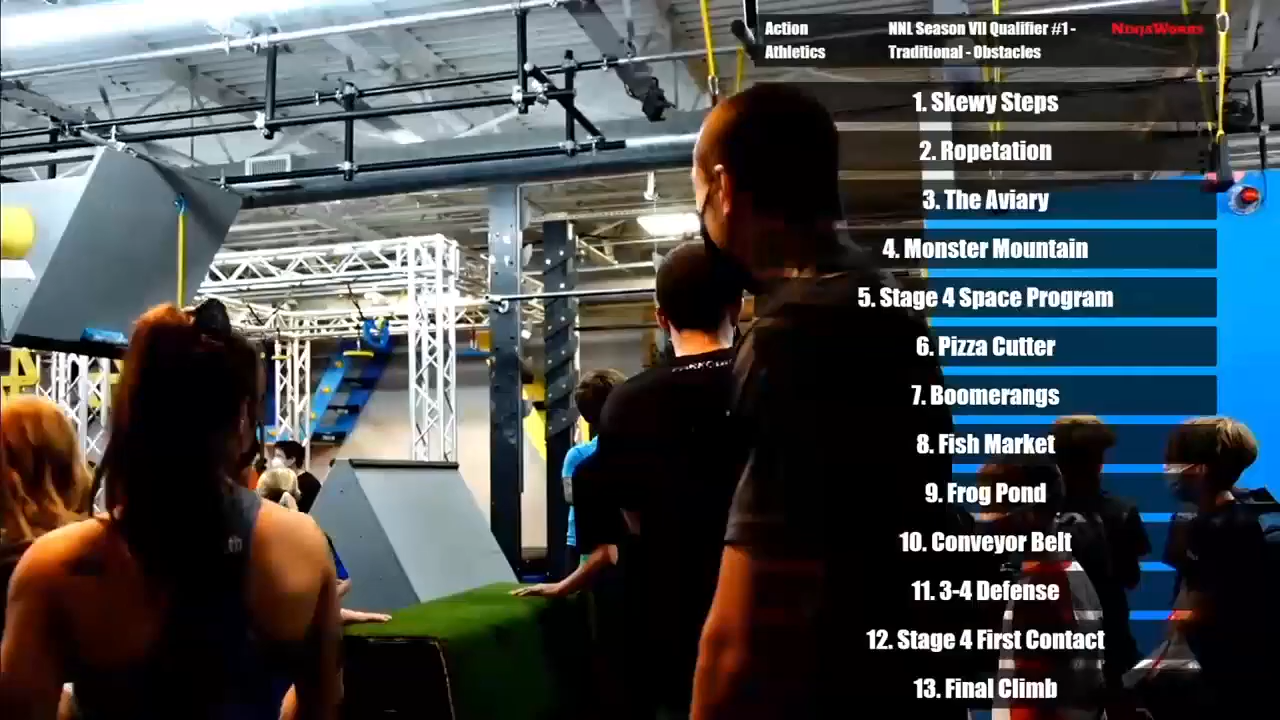 Action
Athletics
NNL Season VII Qualifier #1 -
Traditional - Obstacles
NinjaWorks
1. Skewy Steps
2. Ropetation
3. The Aviary
4. Monster Mountain
5. Stage 4 Space Program
6. Pizza Cutter
7. Boomerangs
8. Fish Market
9. Frog Pond
10. Conveyor Belt
11. 3-4 Defense
12. Stage 4 First Contact
13. Final Climb